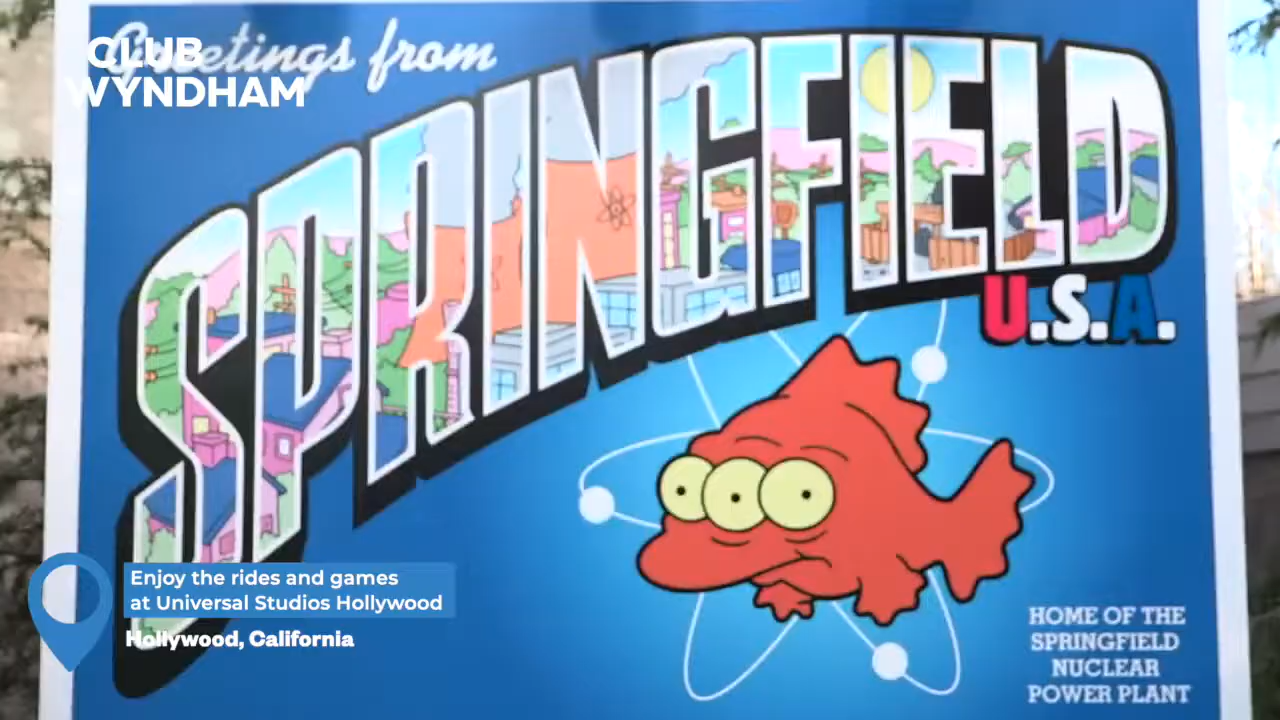 Greetings from
CLUB
WYNDHAM
SPRINGFIELD
U.S.A.
Enjoy the rides and games
at Universal Studios Hollywood
Hollywood, California
HOME OF THE
SPRINGFIELD
NUCLEAR
POWER PLANT